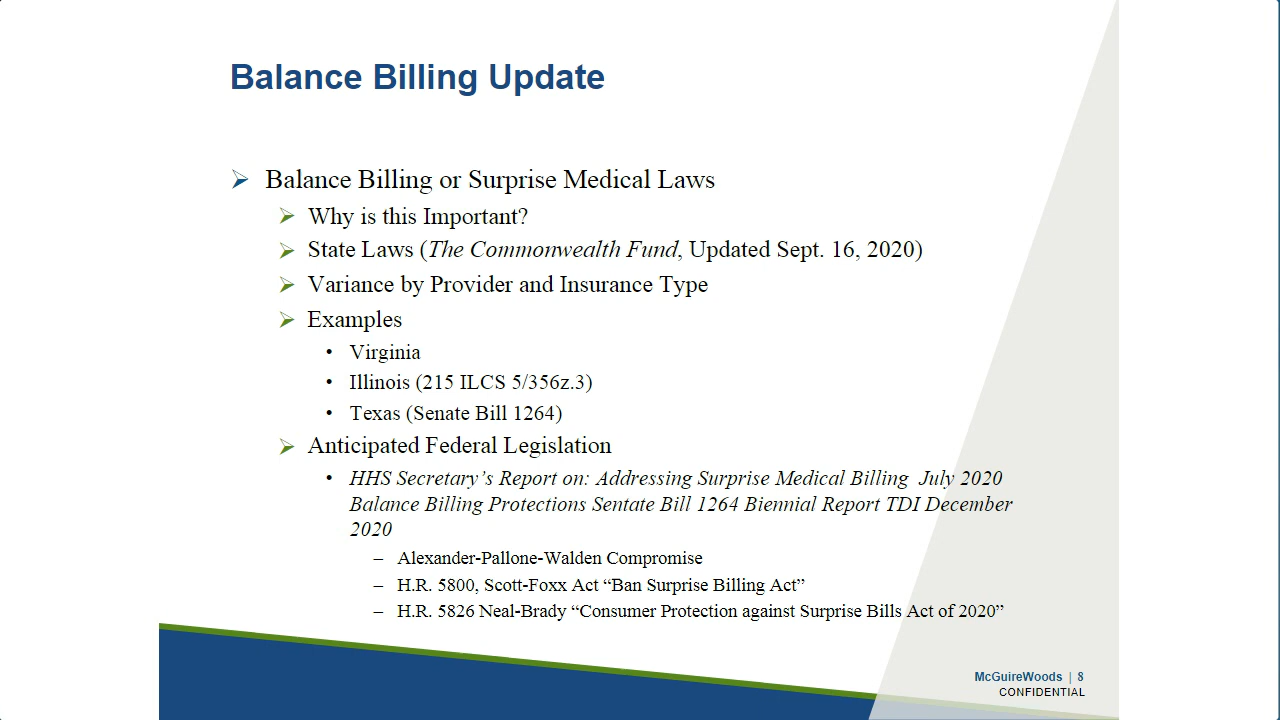 Balance Billing Update
Balance Billing or Surprise Medical Laws
Why is this Important?
State Laws (The Commonwealth Fund, Updated Sept. 16, 2020)
Variance by Provider and Insurance Type
Examples
• Virginia
• Illinois (215 ILCS 5/356z.3)
• Texas (Senate Bill 1264)
Anticipated Federal Legislation
• HHS Secretary’s Report on: Addressing Surprise Medical Billing July 2020
Balance Billing Protections Sentate Bill 1264 Biennial Report TDI December
2020
– Alexander-Pallone-Walden Compromise
– H.R. 5800, Scott-Foxx Act “Ban Surprise Billing Act”
– H.R. 5826 Neal-Brady “Consumer Protection against Surprise Bills Act of 2020”
McGuireWoods | 8
CONFIDENTIAL